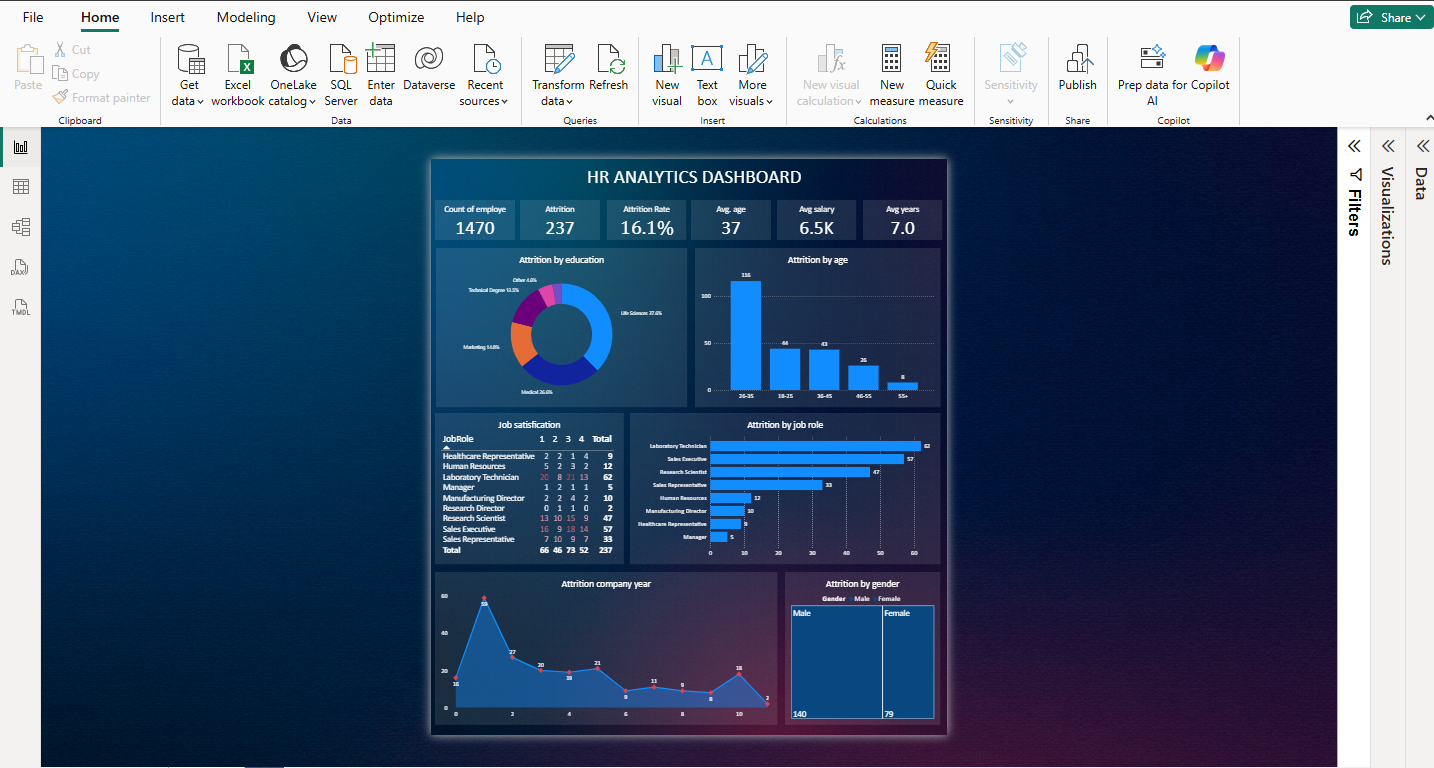 File Home Insert Modeling View Optimize Help
Share
Paste
Cut
Copy
Format painter
Clipboard
Get data
Excel workbook
OneLake catalog
SQL Server
Enter data
Dataverse
Recent sources
Data
Transform data
Refresh
Queries
New visual
Text box
More visuals
Insert
New visual calculation
New measure
Quick measure
Calculations
Sensitivity
Sensitivity
Publish
Share
Prep data for AI
Copilot
Copilot
DAX
TMDL
Filters
Visualizations
Data
HR ANALYTICS DASHBOARD
Count of employe
1470
Attrition
237
Attrition Rate
16.1%
Avg. age
37
Avg salary
6.5K
Avg years
7.0
Attrition by education
Other 4.6%
Technical Degree 13.5%
Life Sciences 37.6%
Marketing 14.8%
Medical 26.6%
Attrition by age
116
100
44
43
50
26
8
0
26-35 18-25 36-45 46-55 55+
Job satisfication
JobRole 1 2 3 4 Total
Healthcare Representative 2 2 1 4 9
Human Resources 5 2 3 2 12
Laboratory Technician 20 8 21 13 62
Manager 1 2 1 1 5
Manufacturing Director 2 2 4 2 10
Research Director 0 1 1 0 2
Research Scientist 13 10 15 9 47
Sales Executive 16 9 18 14 57
Sales Representative 7 10 9 7 33
Total 66 46 73 52 237
Attrition by job role
Laboratory Technician 62
Sales Executive 57
Research Scientist 47
Sales Representative 33
Human Resources 12
Manufacturing Director 10
Healthcare Representative 9
Manager 5
0 10 20 30 40 50 60
Attrition company year
60
59
40
27
20
19
21
20
16
9
11
9
8
18
2
0
0 2 4 6 8 10
Attrition by gender
Gender Male Female
Male
Female
140
79